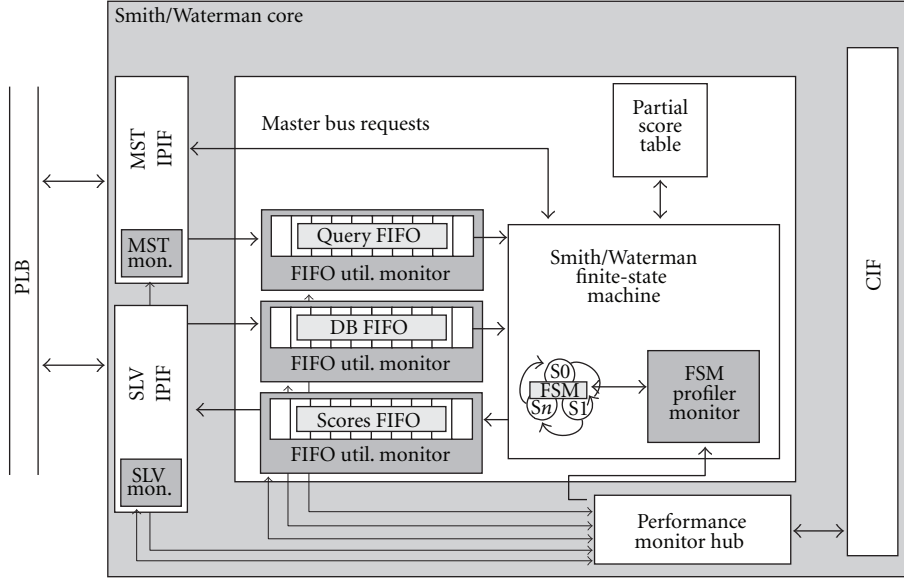 Smith/Waterman core
PLB
MST
IPIF
MST
mon.
SLV
IPIF
SLV
mon.
Master bus requests
Partial
score
table
Query FIFO
FIFO util. monitor
DB FIFO
FIFO util. monitor
Scores FIFO
FIFO util. monitor
Smith/Waterman
finite-state
machine
S0
FSM
Sn
S1
FSM
profiler
monitor
Performance
monitor hub
CIF